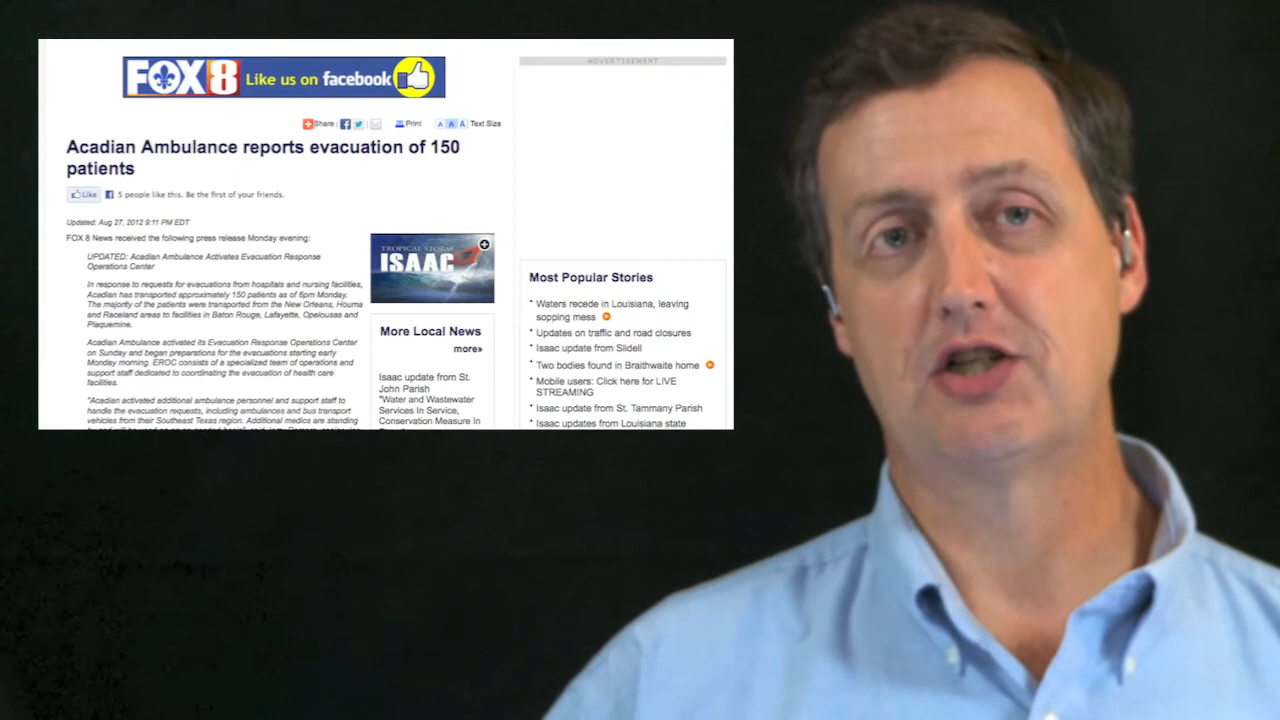 FOX 8 Like us on facebook
ADVERTISEMENT
Share Print A A A Text Size
Acadian Ambulance reports evacuation of 150
patients
Like 5 people like this. Be the first of your friends.
Updated: Aug 27, 2012 9:11 PM EDT
FOX 8 News received the following press release Monday evening:
UPDATED: Acadian Ambulance Activates Evacuation Response
Operations Center
In response to requests for evacuations from hospitals and nursing facilities,
Acadian has transported approximately 150 patients as of 6pm Monday.
The majority of the patients were transported from the New Orleans, Houma
and Raceland areas to facilities in Baton Rouge, Lafayette, Opelousas and
Plaquemine.
Acadian Ambulance activated its Evacuation Response Operations Center
on Sunday and began preparations for the evacuations starting early
Monday morning. EROC consists of a specialized team of operations and
support staff dedicated to coordinating the evacuation of health care
facilities.
"Acadian activated additional ambulance personnel and support staff to
handle the evacuation requests, including ambulances and bus transport
vehicles from their Southeast Texas region. Additional medics are standing
TROPICAL STORM
ISAAC
More Local News
more»
Isaac update from St.
John Parish
"Water and Wastewater
Services In Service,
Conservation Measure In
Most Popular Stories
Waters recede in Louisiana, leaving
sopping mess
Updates on traffic and road closures
Isaac update from Slidell
Two bodies found in Braithwaite home
Mobile users: Click here for LIVE
STREAMING
Isaac update from St. Tammany Parish
Isaac updates from Louisiana state